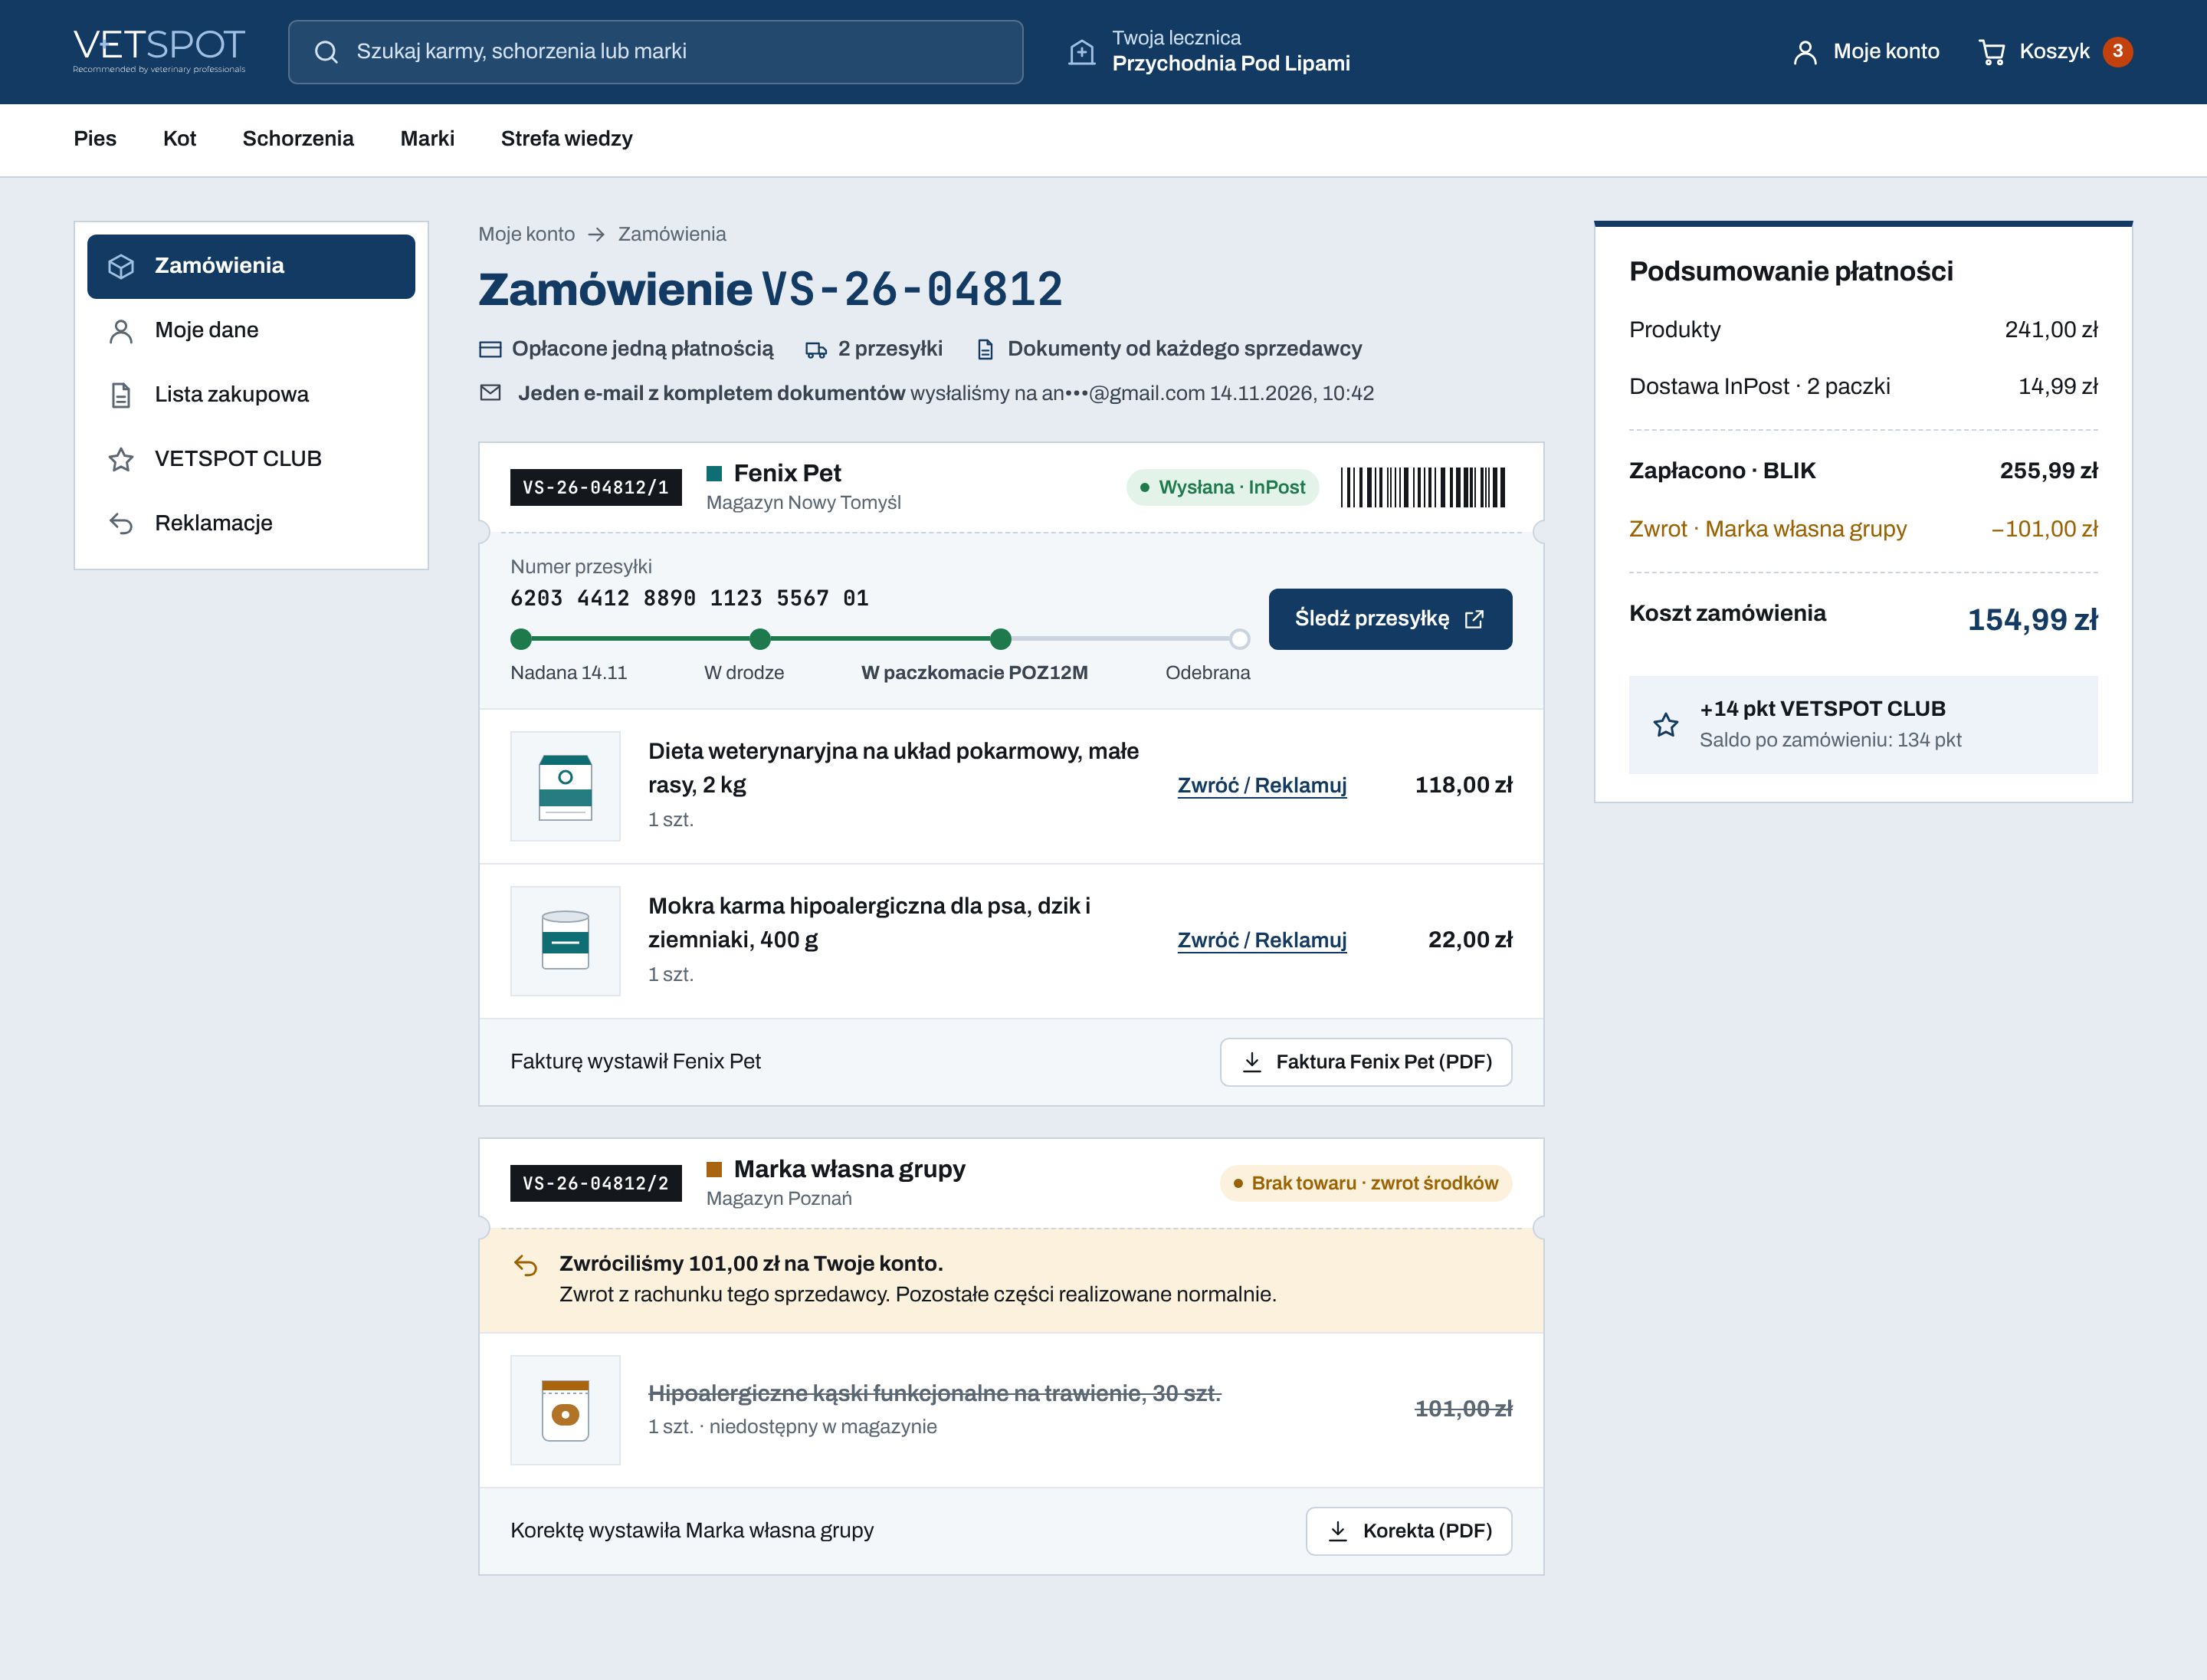 VETSPOT
Recommended by veterinary professionals
Szukaj karmy, schorzenia lub marki
Twoja lecznica
Przychodnia Pod Lipami
Moje konto
Koszyk 3
Pies Kot Schorzenia Marki Strefa wiedzy
Zamówienia
Moje dane
Lista zakupowa
VETSPOT CLUB
Reklamacje
Moje konto → Zamówienia
Zamówienie VS-26-04812
Opłacone jedną płatnością 2 przesyłki Dokumenty od każdego sprzedawcy
Jeden e-mail z kompletem dokumentów wysłaliśmy na an•••@gmail.com 14.11.2026, 10:42
VS-26-04812/1
Fenix Pet
Magazyn Nowy Tomyśl
Wysłana · InPost
Numer przesyłki
6203 4412 8890 1123 5567 01
Śledź przesyłkę
Nadana 14.11 W drodze W paczkomacie POZ12M Odebrana
Dieta weterynaryjna na układ pokarmowy, małe
rasy, 2 kg
1 szt.
Zwróć / Reklamuj
118,00 zł
Mokra karma hipoalergiczna dla psa, dzik i
ziemniaki, 400 g
1 szt.
Zwróć / Reklamuj
22,00 zł
Fakturę wystawił Fenix Pet
Faktura Fenix Pet (PDF)
VS-26-04812/2
Marka własna grupy
Magazyn Poznań
Brak towaru · zwrot środków
Zwróciliśmy 101,00 zł na Twoje konto.
Zwrot z rachunku tego sprzedawcy. Pozostałe części realizowane normalnie.
Hipoalergiczne kąski funkcjonalne na trawienie, 30 szt.
1 szt. · niedostępny w magazynie
101,00 zł
Korektę wystawiła Marka własna grupy
Korekta (PDF)
Podsumowanie płatności
Produkty 241,00 zł
Dostawa InPost · 2 paczki 14,99 zł
Zapłacono · BLIK 255,99 zł
Zwrot · Marka własna grupy −101,00 zł
Koszt zamówienia 154,99 zł
+14 pkt VETSPOT CLUB
Saldo po zamówieniu: 134 pkt